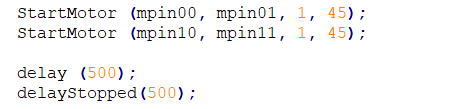 StartMotor (mpin00, mpin01, 1, 45);
StartMotor (mpin10, mpin11, 1, 45);
delay (500);
delayStopped(500);